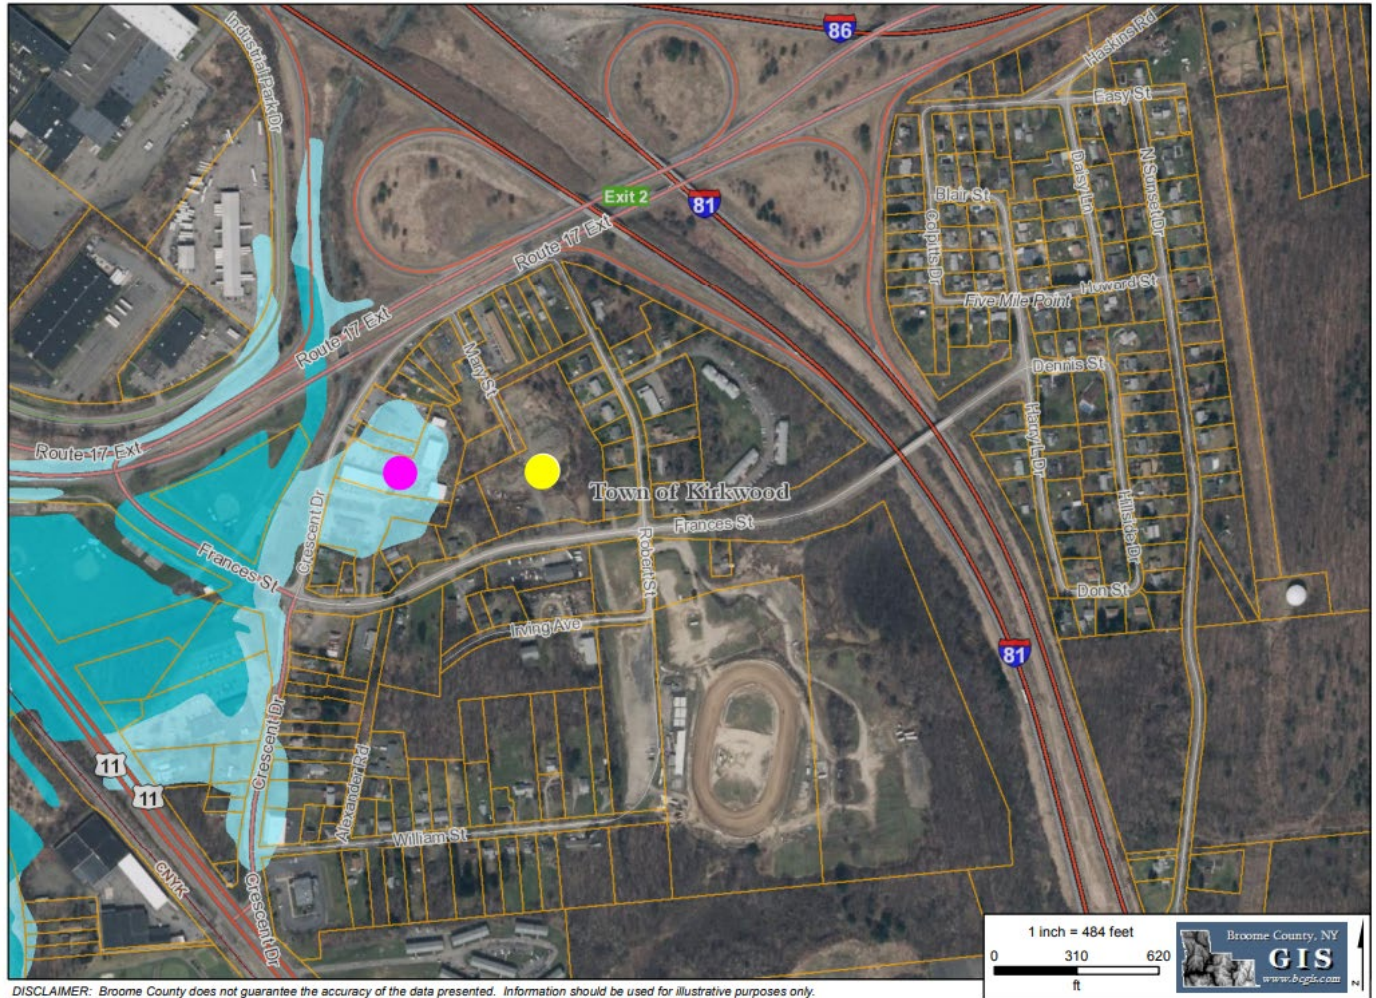 86
Haskins Rd
Industrial Park Dr
Easy St
Daisy Ln
N Sunset Dr
Exit 2
81
Blair St
Colpitts Dr
Route 17 Ext
Five Mile Point
Howard St
Route 17 Ext
Mary St
Dennis St
Harry L Dr
Route 17 Ext
Town of Kirkwood
Crescent Dr
Frances St
Hillside Dr
Frances St
Robert St
Don St
Irving Ave
81
Crescent Dr
11
11
Alexander Rd
William St
CNYK
Crescent Dr
1 inch = 484 feet
0 310 620
ft
Broome County, NY
GIS
www.bcgis.com
z
DISCLAIMER: Broome County does not guarantee the accuracy of the data presented. Information should be used for illustrative purposes only.